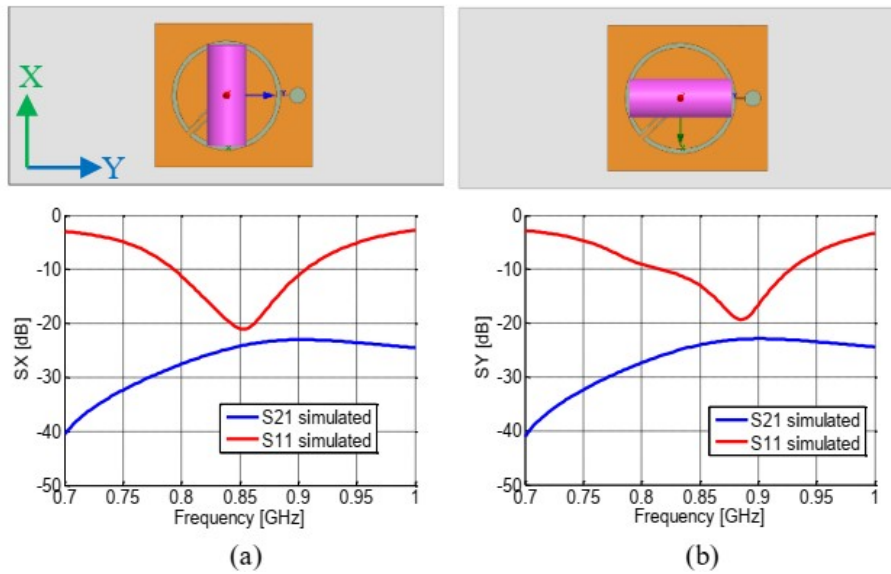 X
Y
SX [dB]
0
-10
-20
-30
-40
-50
S21 simulated
S11 simulated
0.7 0.75 0.8 0.85 0.9 0.95 1
Frequency [GHz]
(a)
SY [dB]
0
-10
-20
-30
-40
-50
S21 simulated
S11 simulated
0.7 0.75 0.8 0.85 0.9 0.95 1
Frequency [GHz]
(b)